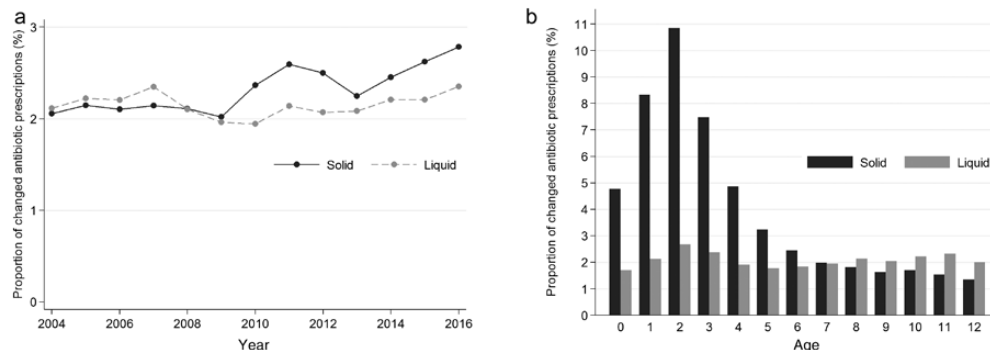 a
Proportion of changed antibiotic prescriptions (%)
3
2
1
0
Solid
Liquid
2004 2006 2008 2010 2012 2014 2016
Year
b
Proportion of changed antibiotic prescriptions (%)
11
10
9
8
7
6
5
4
3
2
1
0
Solid
Liquid
0 1 2 3 4 5 6 7 8 9 10 11 12
Age